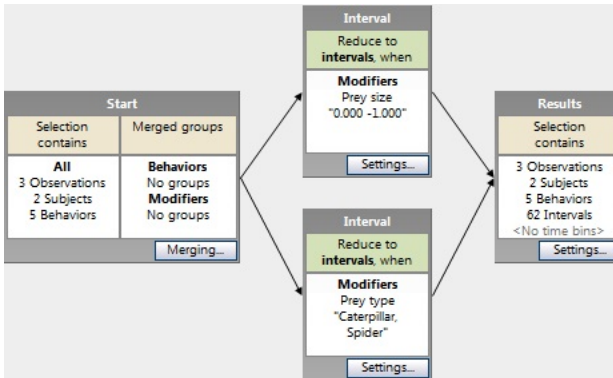 Start
Selection
contains
Merged groups
All
3 Observations
2 Subjects
5 Behaviors
Behaviors
No groups
Modifiers
No groups
Merging...
Interval
Reduce to
intervals, when
Modifiers
Prey size
"0.000 -1.000"
Settings...
Interval
Reduce to
intervals, when
Modifiers
Prey type
"Caterpillar,
Spider"
Settings...
Results
Selection
contains
3 Observations
2 Subjects
5 Behaviors
62 Intervals
<No time bins>
Settings...